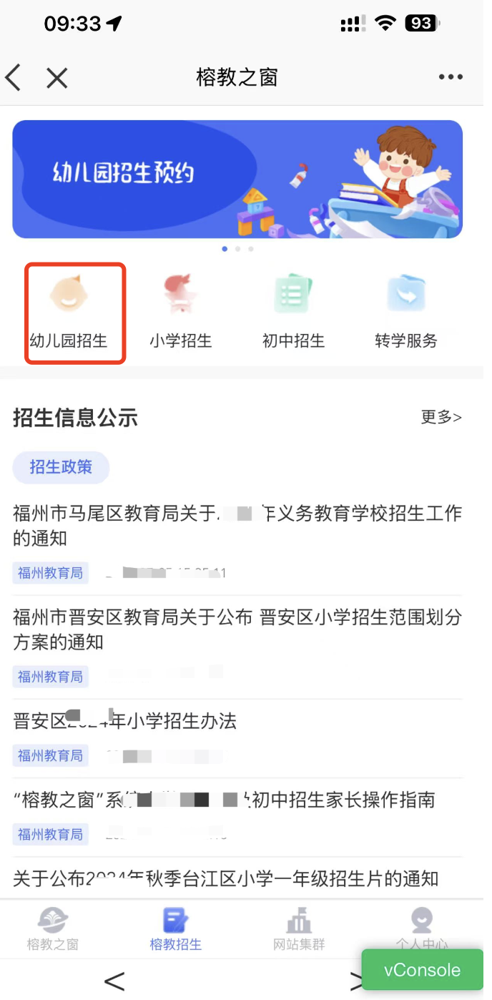 09:33
93
榕教之窗
幼儿园招生预约
幼儿园招生
小学招生
初中招生
转学服务
招生信息公示
更多>
招生政策
福州市马尾区教育局关于 年义务教育学校招生工作
的通知
福州教育局
福州市晋安区教育局关于公布 晋安区小学招生范围划分
方案的通知
福州教育局
晋安区2024年小学招生办法
福州教育局
“榕教之窗”系统 初中招生家长操作指南
福州教育局
关于公布2024年秋季台江区小学一年级招生片的通知
榕教之窗
榕教招生
网站集群
个人中心
vConsole